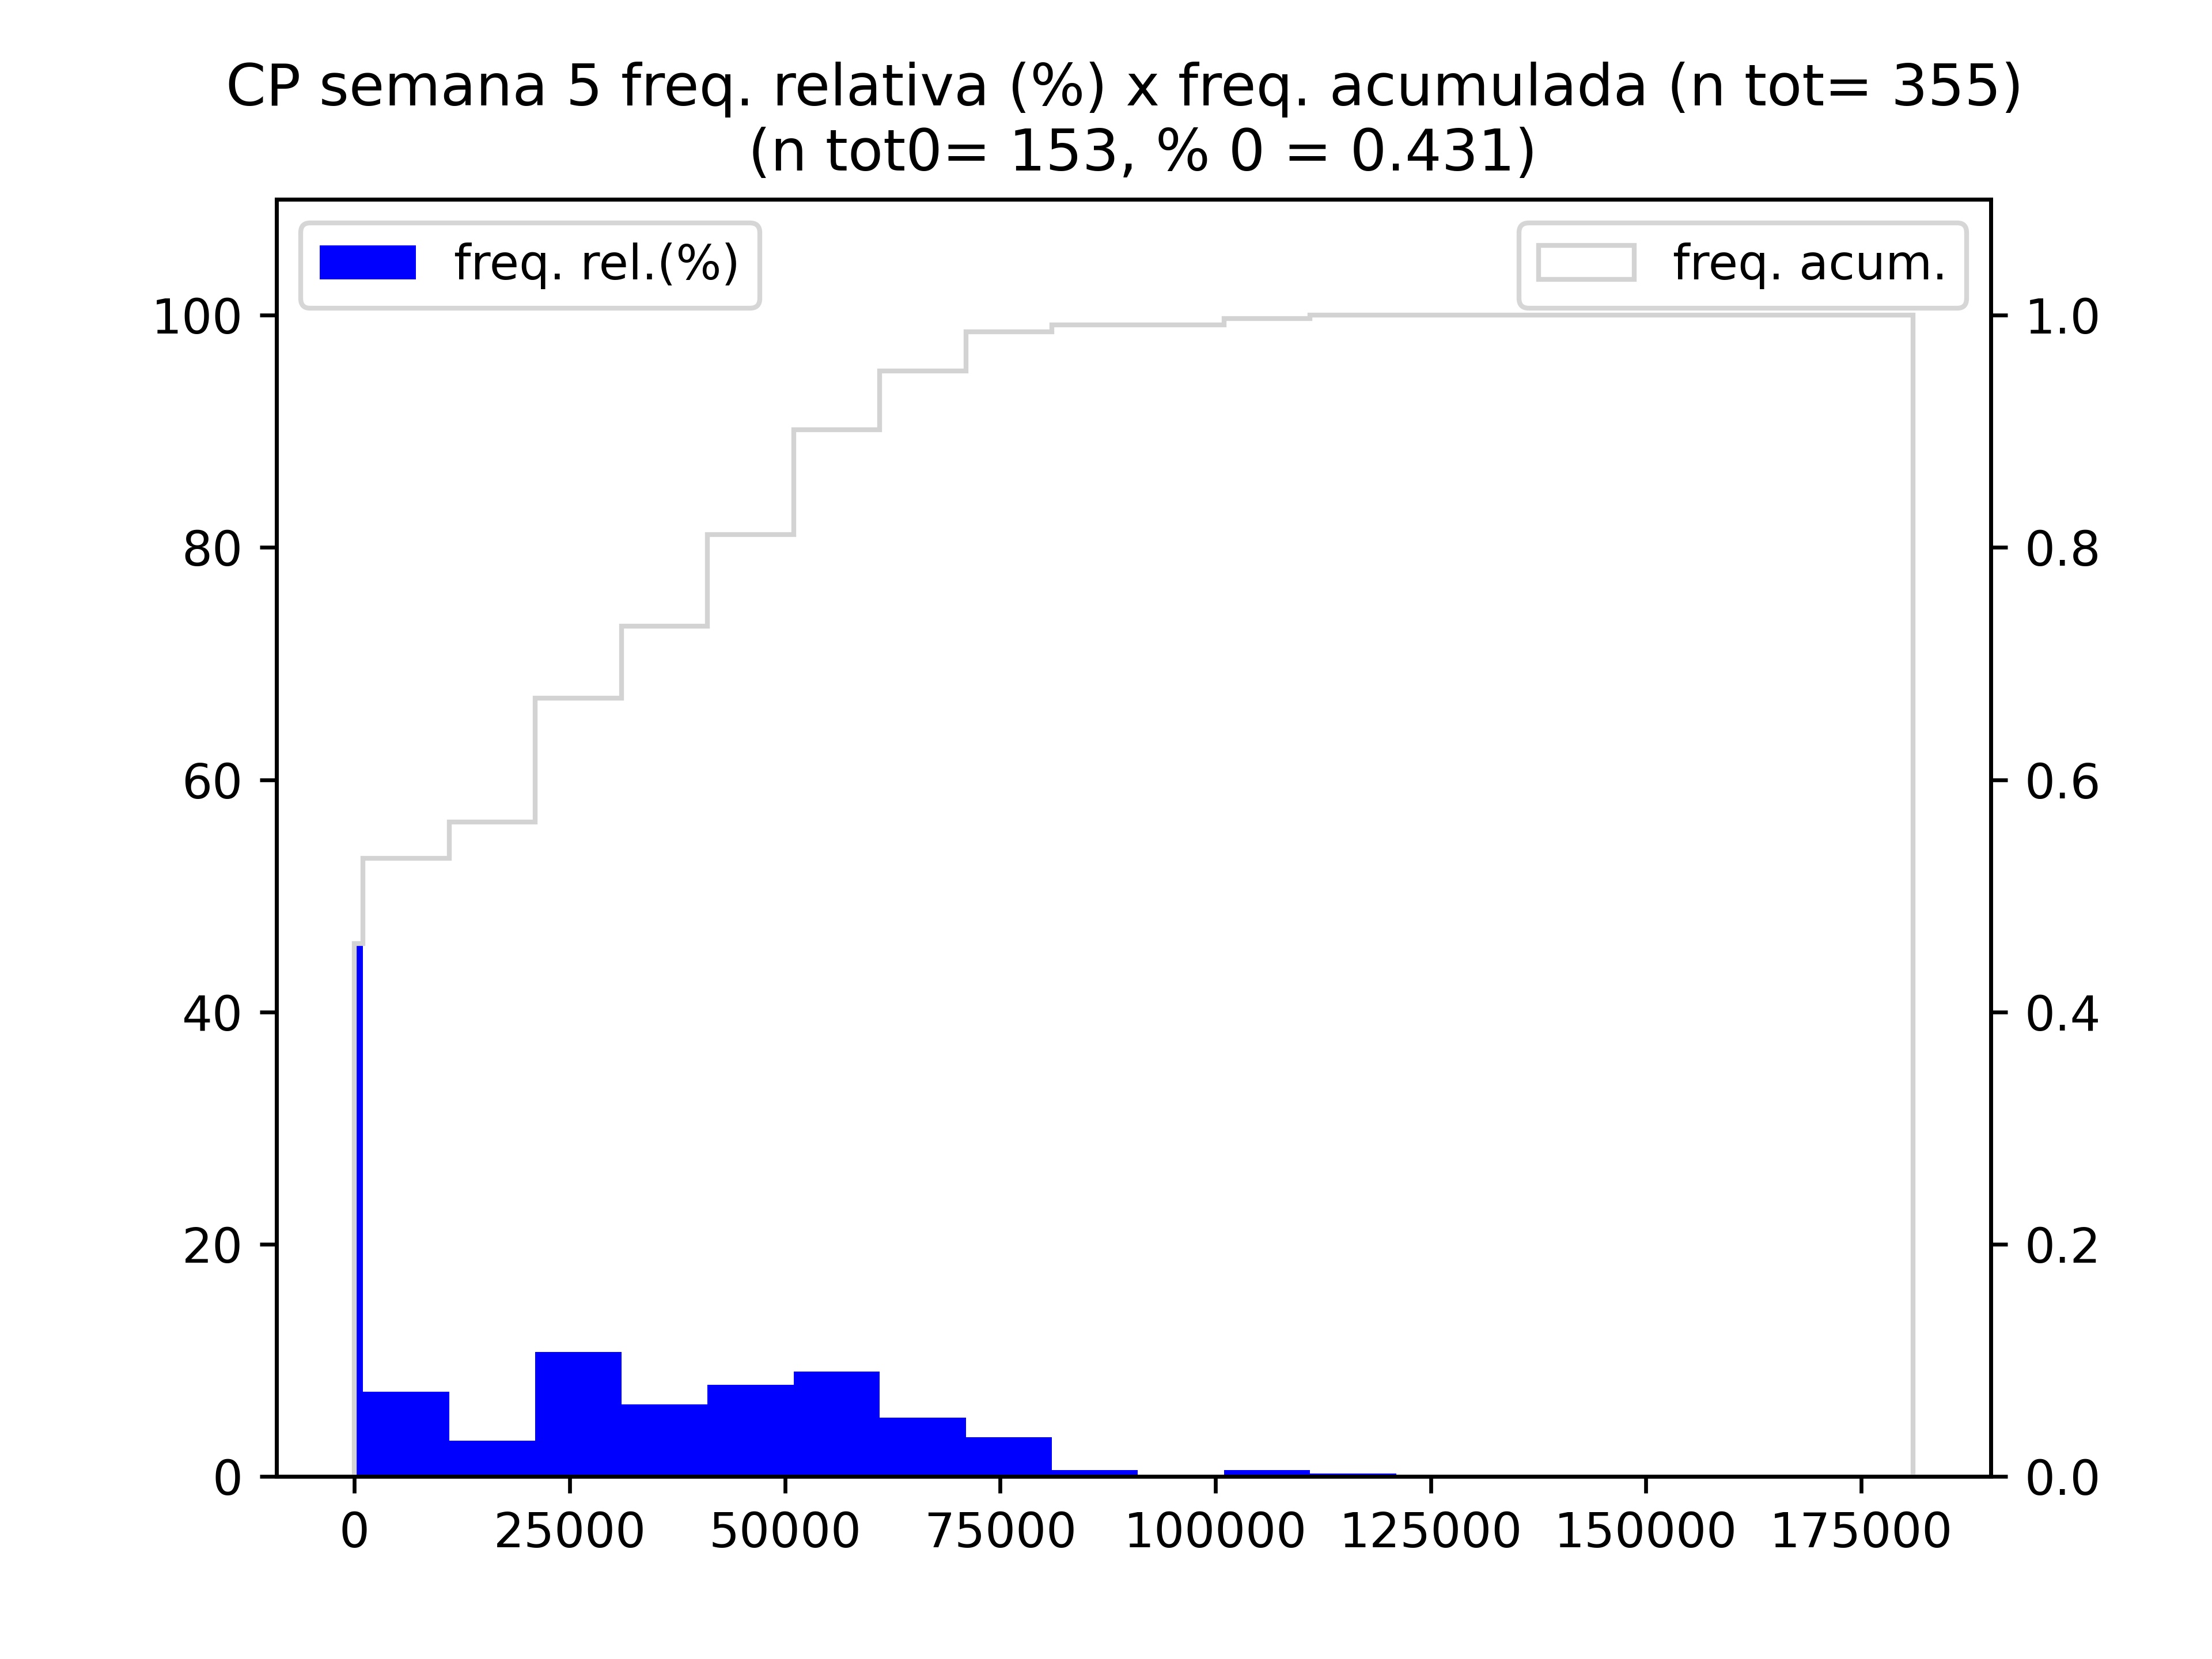 CP semana 5 freq. relativa (%) x freq. acumulada (n tot= 355)
(n tot0= 153, % 0 = 0.431)
freq. rel.(%)
freq. acum.
100
80
60
40
20
0
1.0
0.8
0.6
0.4
0.2
0.0
0 25000 50000 75000 100000 125000 150000 175000